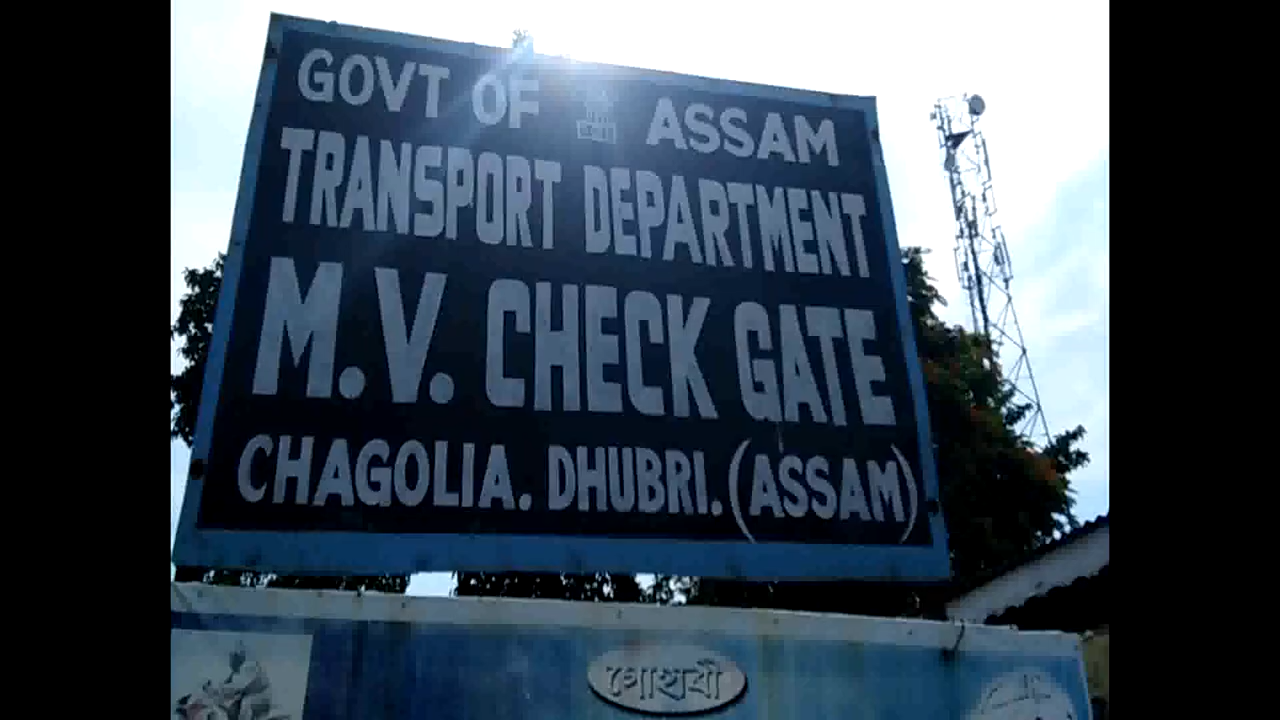 GOVT OF ASSAM
TRANSPORT DEPARTMENT
M.V. CHECK GATE
CHAGOLIA. DHUBRI. (ASSAM)
গোহাৰী